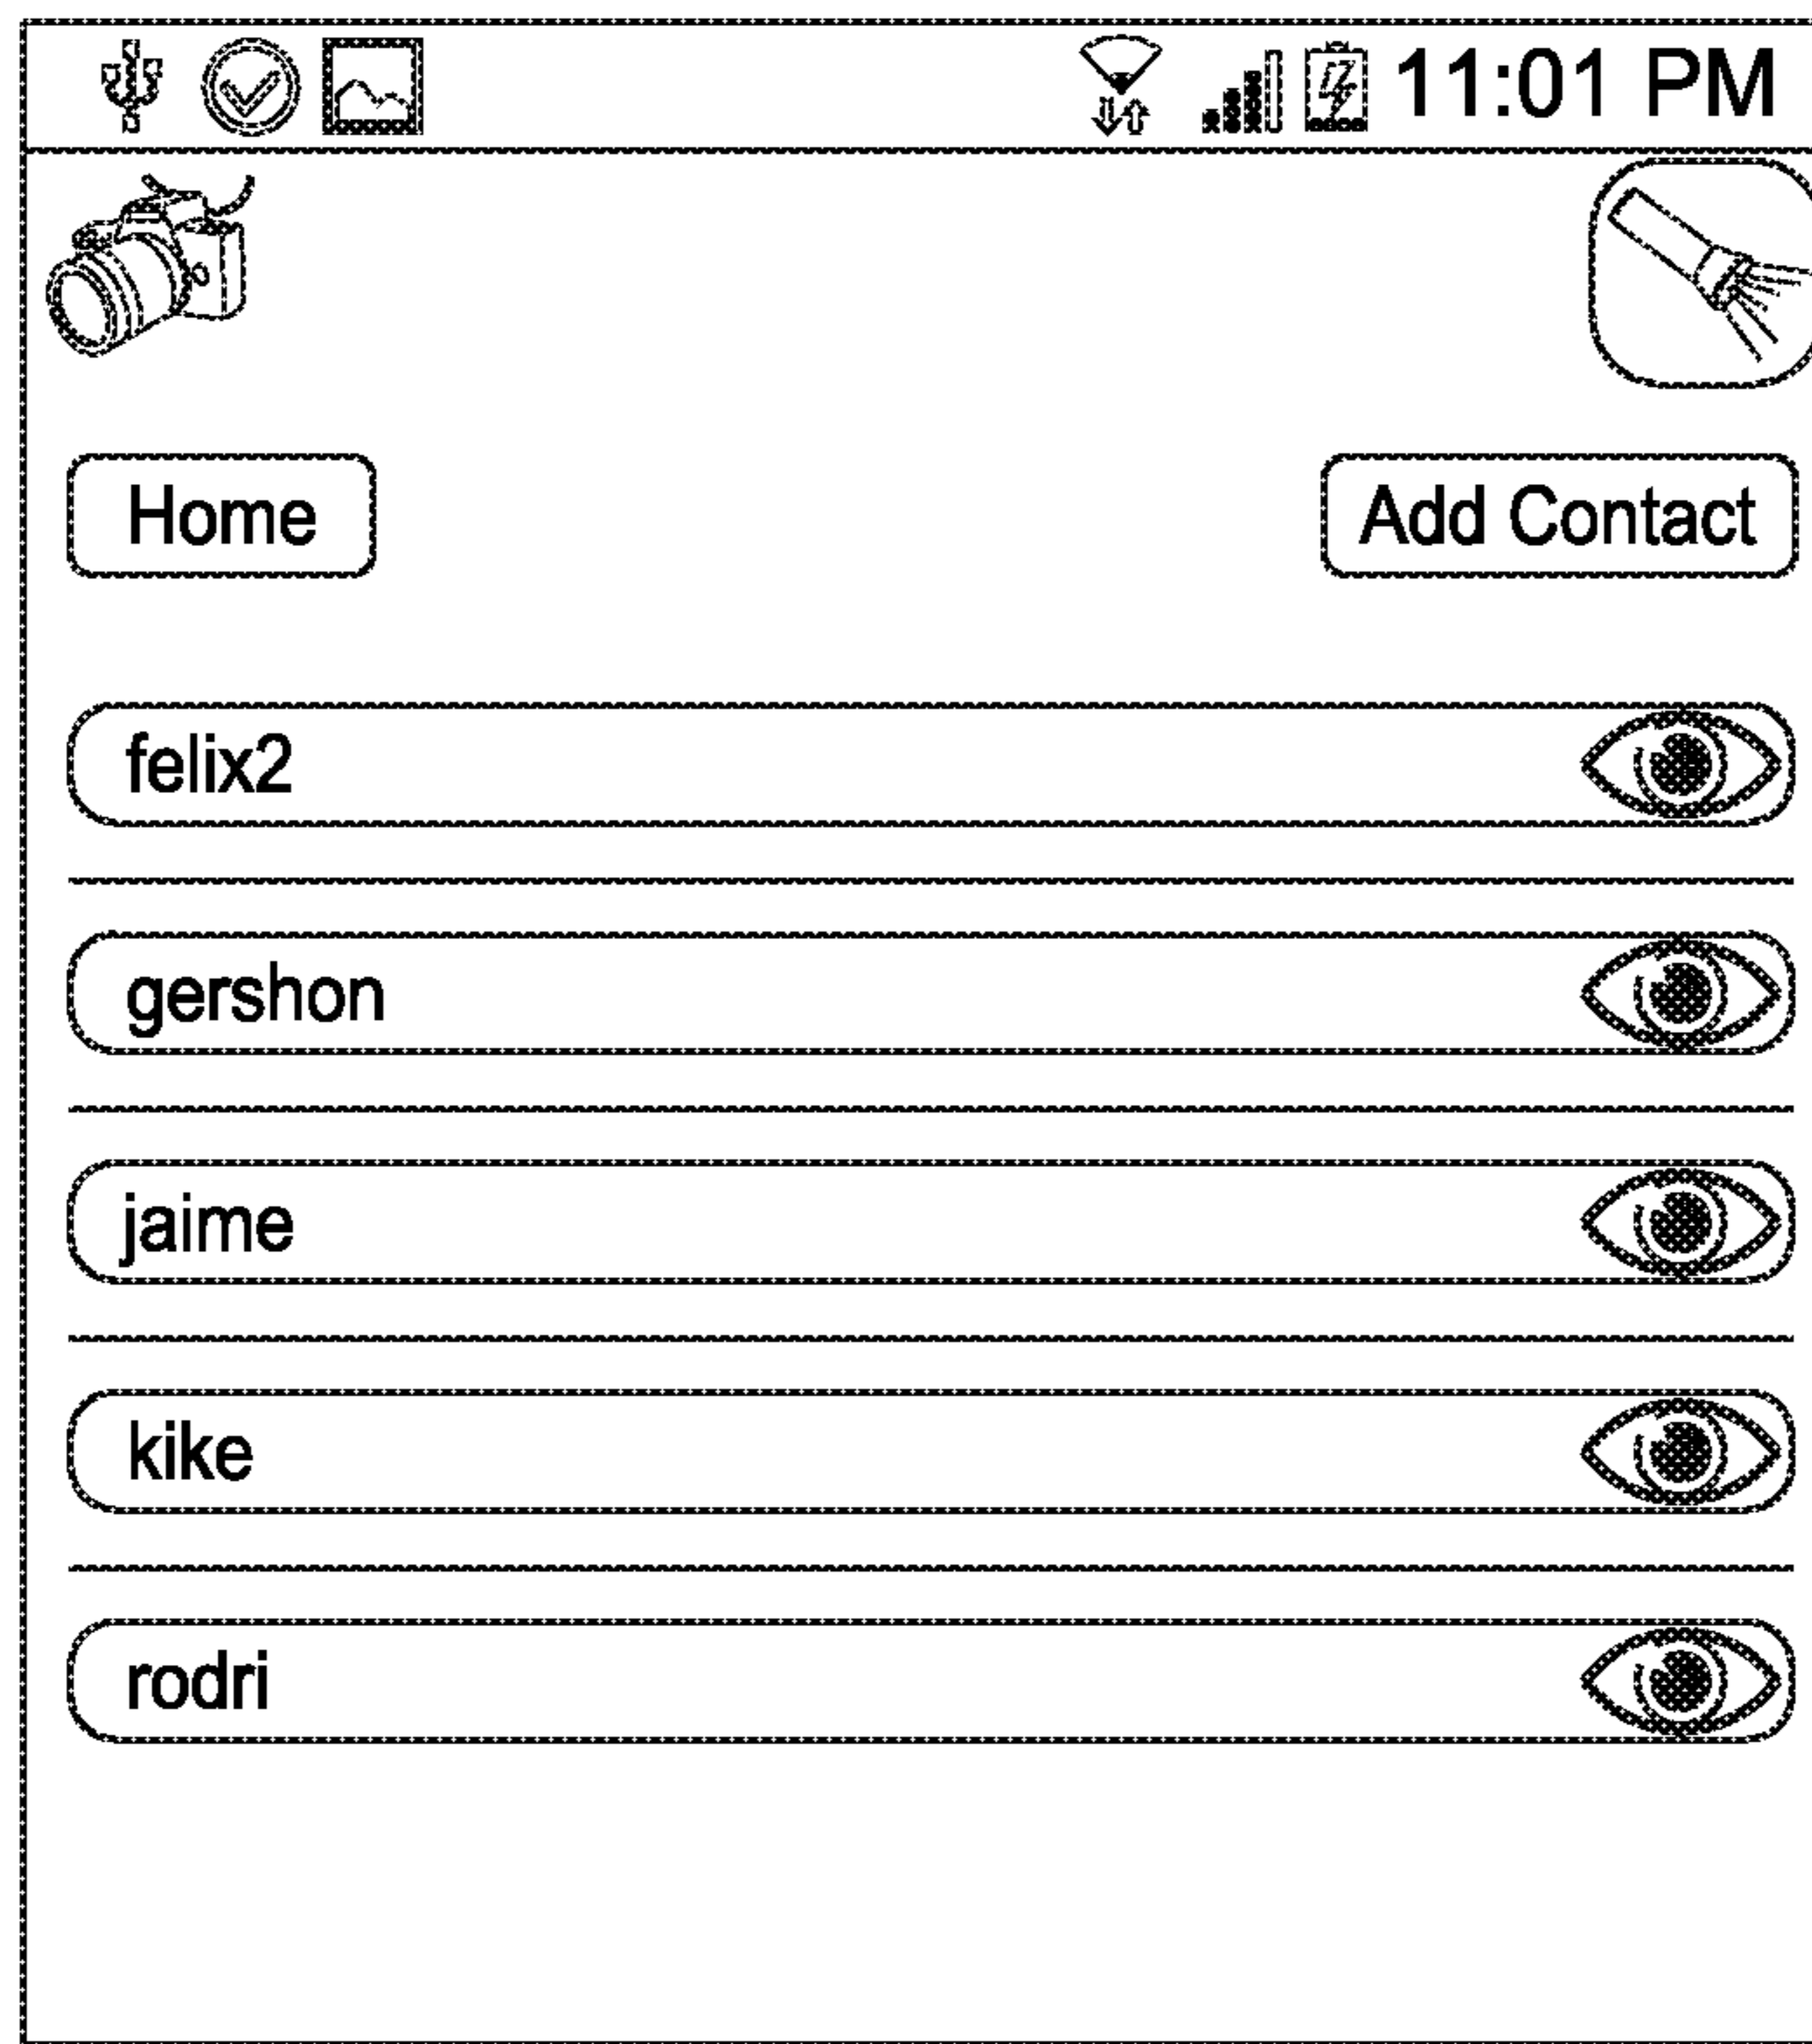 11:01 PM
Home
Add Contact
felix2
gershon
jaime
kike
rodri